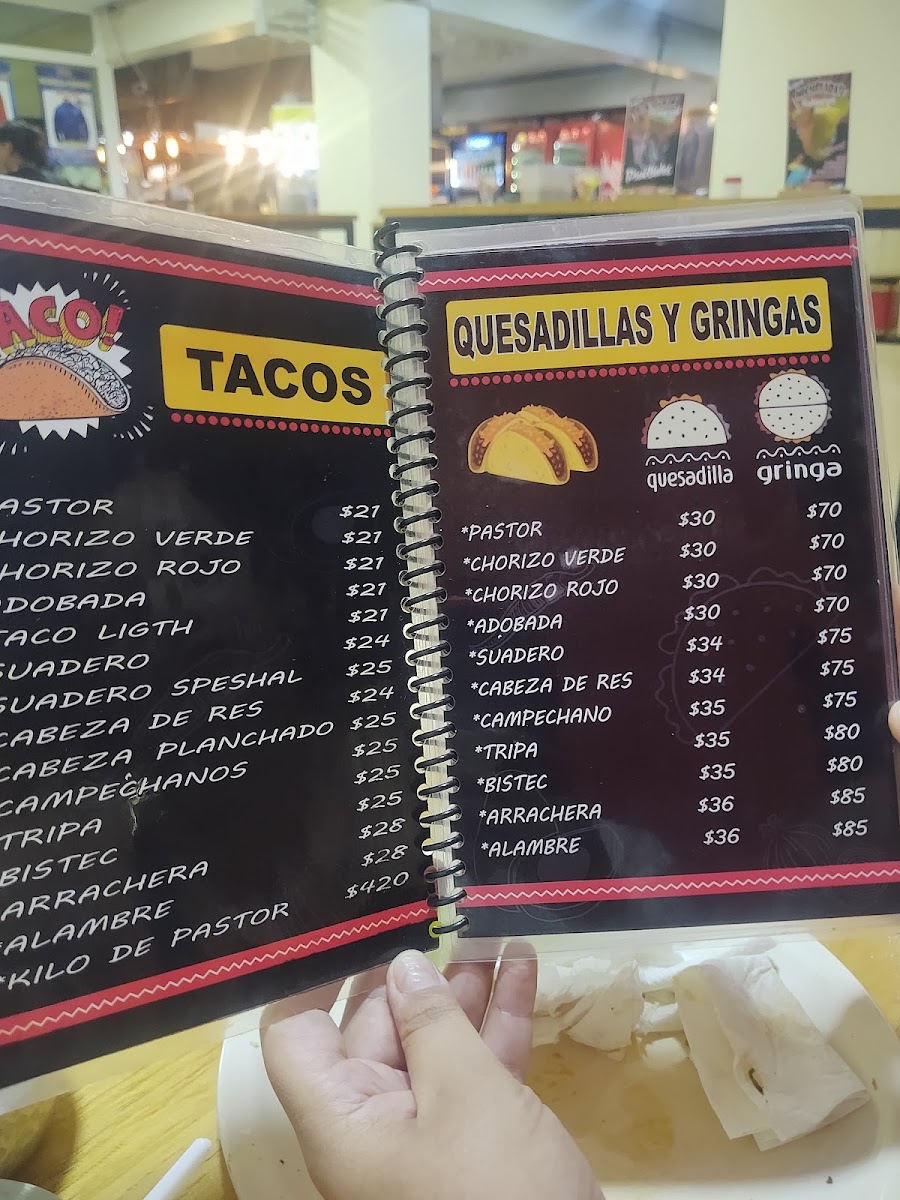 ACO!
TACOS
ASTOR $21
HORIZO VERDE $21
HORIZO ROJO $21
DOBADA $21
TACO LIGTH $21
SUADERO $24
SUADERO SPESHAL $25
CABEZA DE RES $24
CABEZA PLANCHADO $25
CAMPECHANOS $25
TRIPA $25
BISTEC $25
ARRACHERA $28
*ALAMBRE $28
*KILO DE PASTOR $420
QUESADILLAS Y GRINGAS
quesadilla gringa
*PASTOR $30 $70
*CHORIZO VERDE $30 $70
*CHORIZO ROJO $30 $70
*ADOBADA $30 $70
*SUADERO $34 $75
*CABEZA DE RES $34 $75
*CAMPECHANO $35 $75
*TRIPA $35 $80
*BISTEC $35 $80
*ARRACHERA $36 $85
*ALAMBRE $36 $85